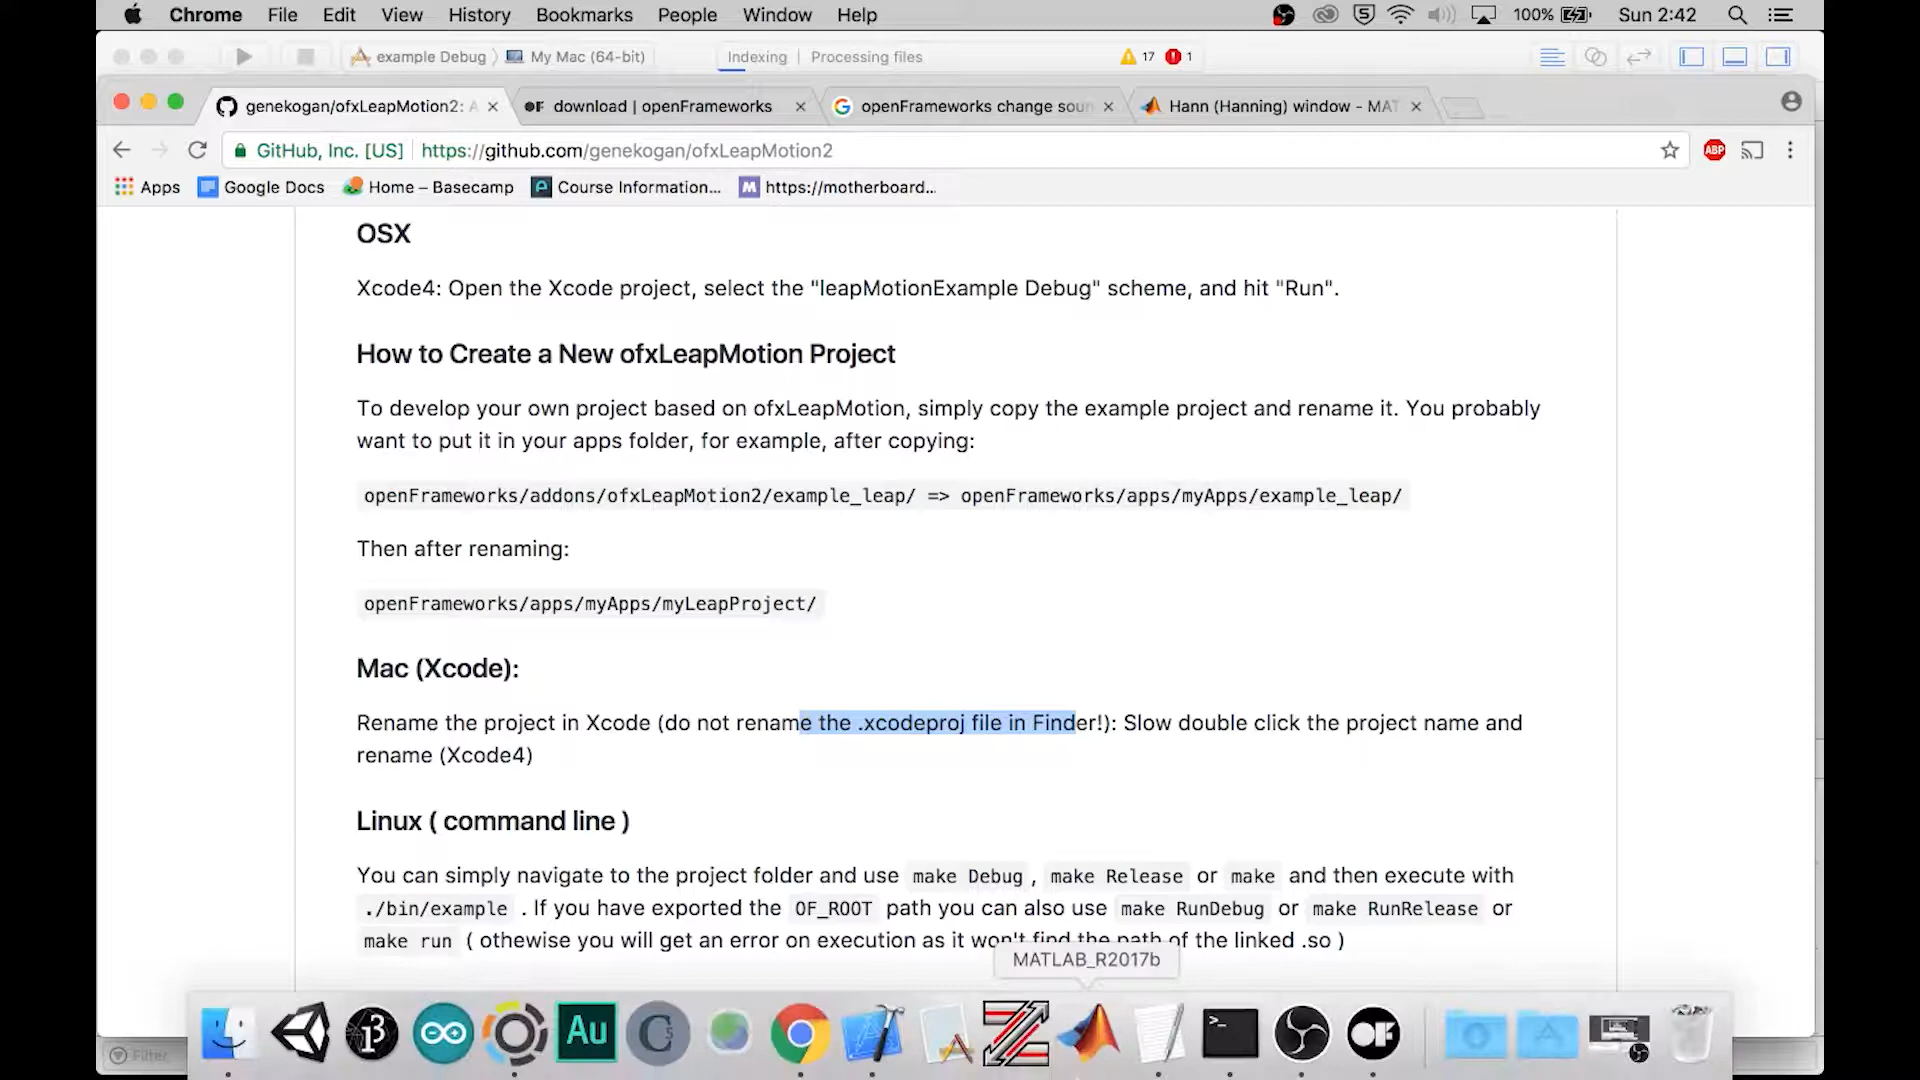 Chrome File Edit View History Bookmarks People Window Help 100% Sun 2:42
example Debug My Mac (64-bit) Indexing Processing files 17 1
genekogan/ofxLeapMotion2: A download | openFrameworks openFrameworks change sour Hann (Hanning) window - MAT
GitHub, Inc. [US] https://github.com/genekogan/ofxLeapMotion2 ABP
Apps Google Docs Home – Basecamp Course Information... https://motherboard...
OSX
Xcode4: Open the Xcode project, select the "leapMotionExample Debug" scheme, and hit "Run".
How to Create a New ofxLeapMotion Project
To develop your own project based on ofxLeapMotion, simply copy the example project and rename it. You probably
want to put it in your apps folder, for example, after copying:
openFrameworks/addons/ofxLeapMotion2/example_leap/ => openFrameworks/apps/myApps/example_leap/
Then after renaming:
openFrameworks/apps/myApps/myLeapProject/
Mac (Xcode):
Rename the project in Xcode (do not rename the .xcodeproj file in Finder!): Slow double click the project name and
rename (Xcode4)
Linux ( command line )
You can simply navigate to the project folder and use make Debug , make Release or make and then execute with
./bin/example . If you have exported the OF_ROOT path you can also use make RunDebug or make RunRelease or
make run ( othewise you will get an error on execution as it won't find the path of the linked .so )
MATLAB_R2017b
Au
Filter